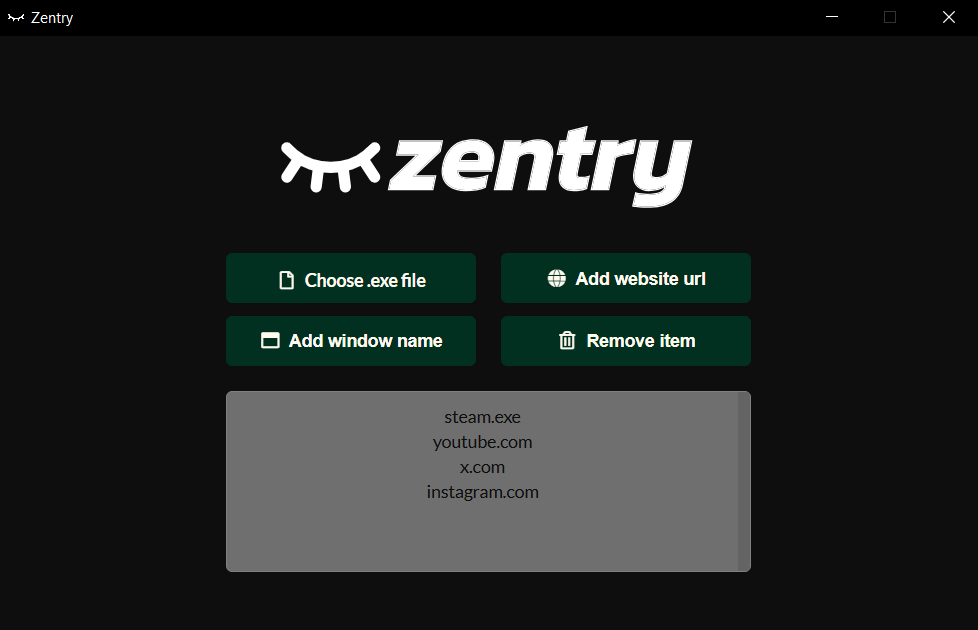 Zentry
zentry
Choose .exe file
Add website url
Add window name
Remove item
steam.exe
youtube.com
x.com
instagram.com